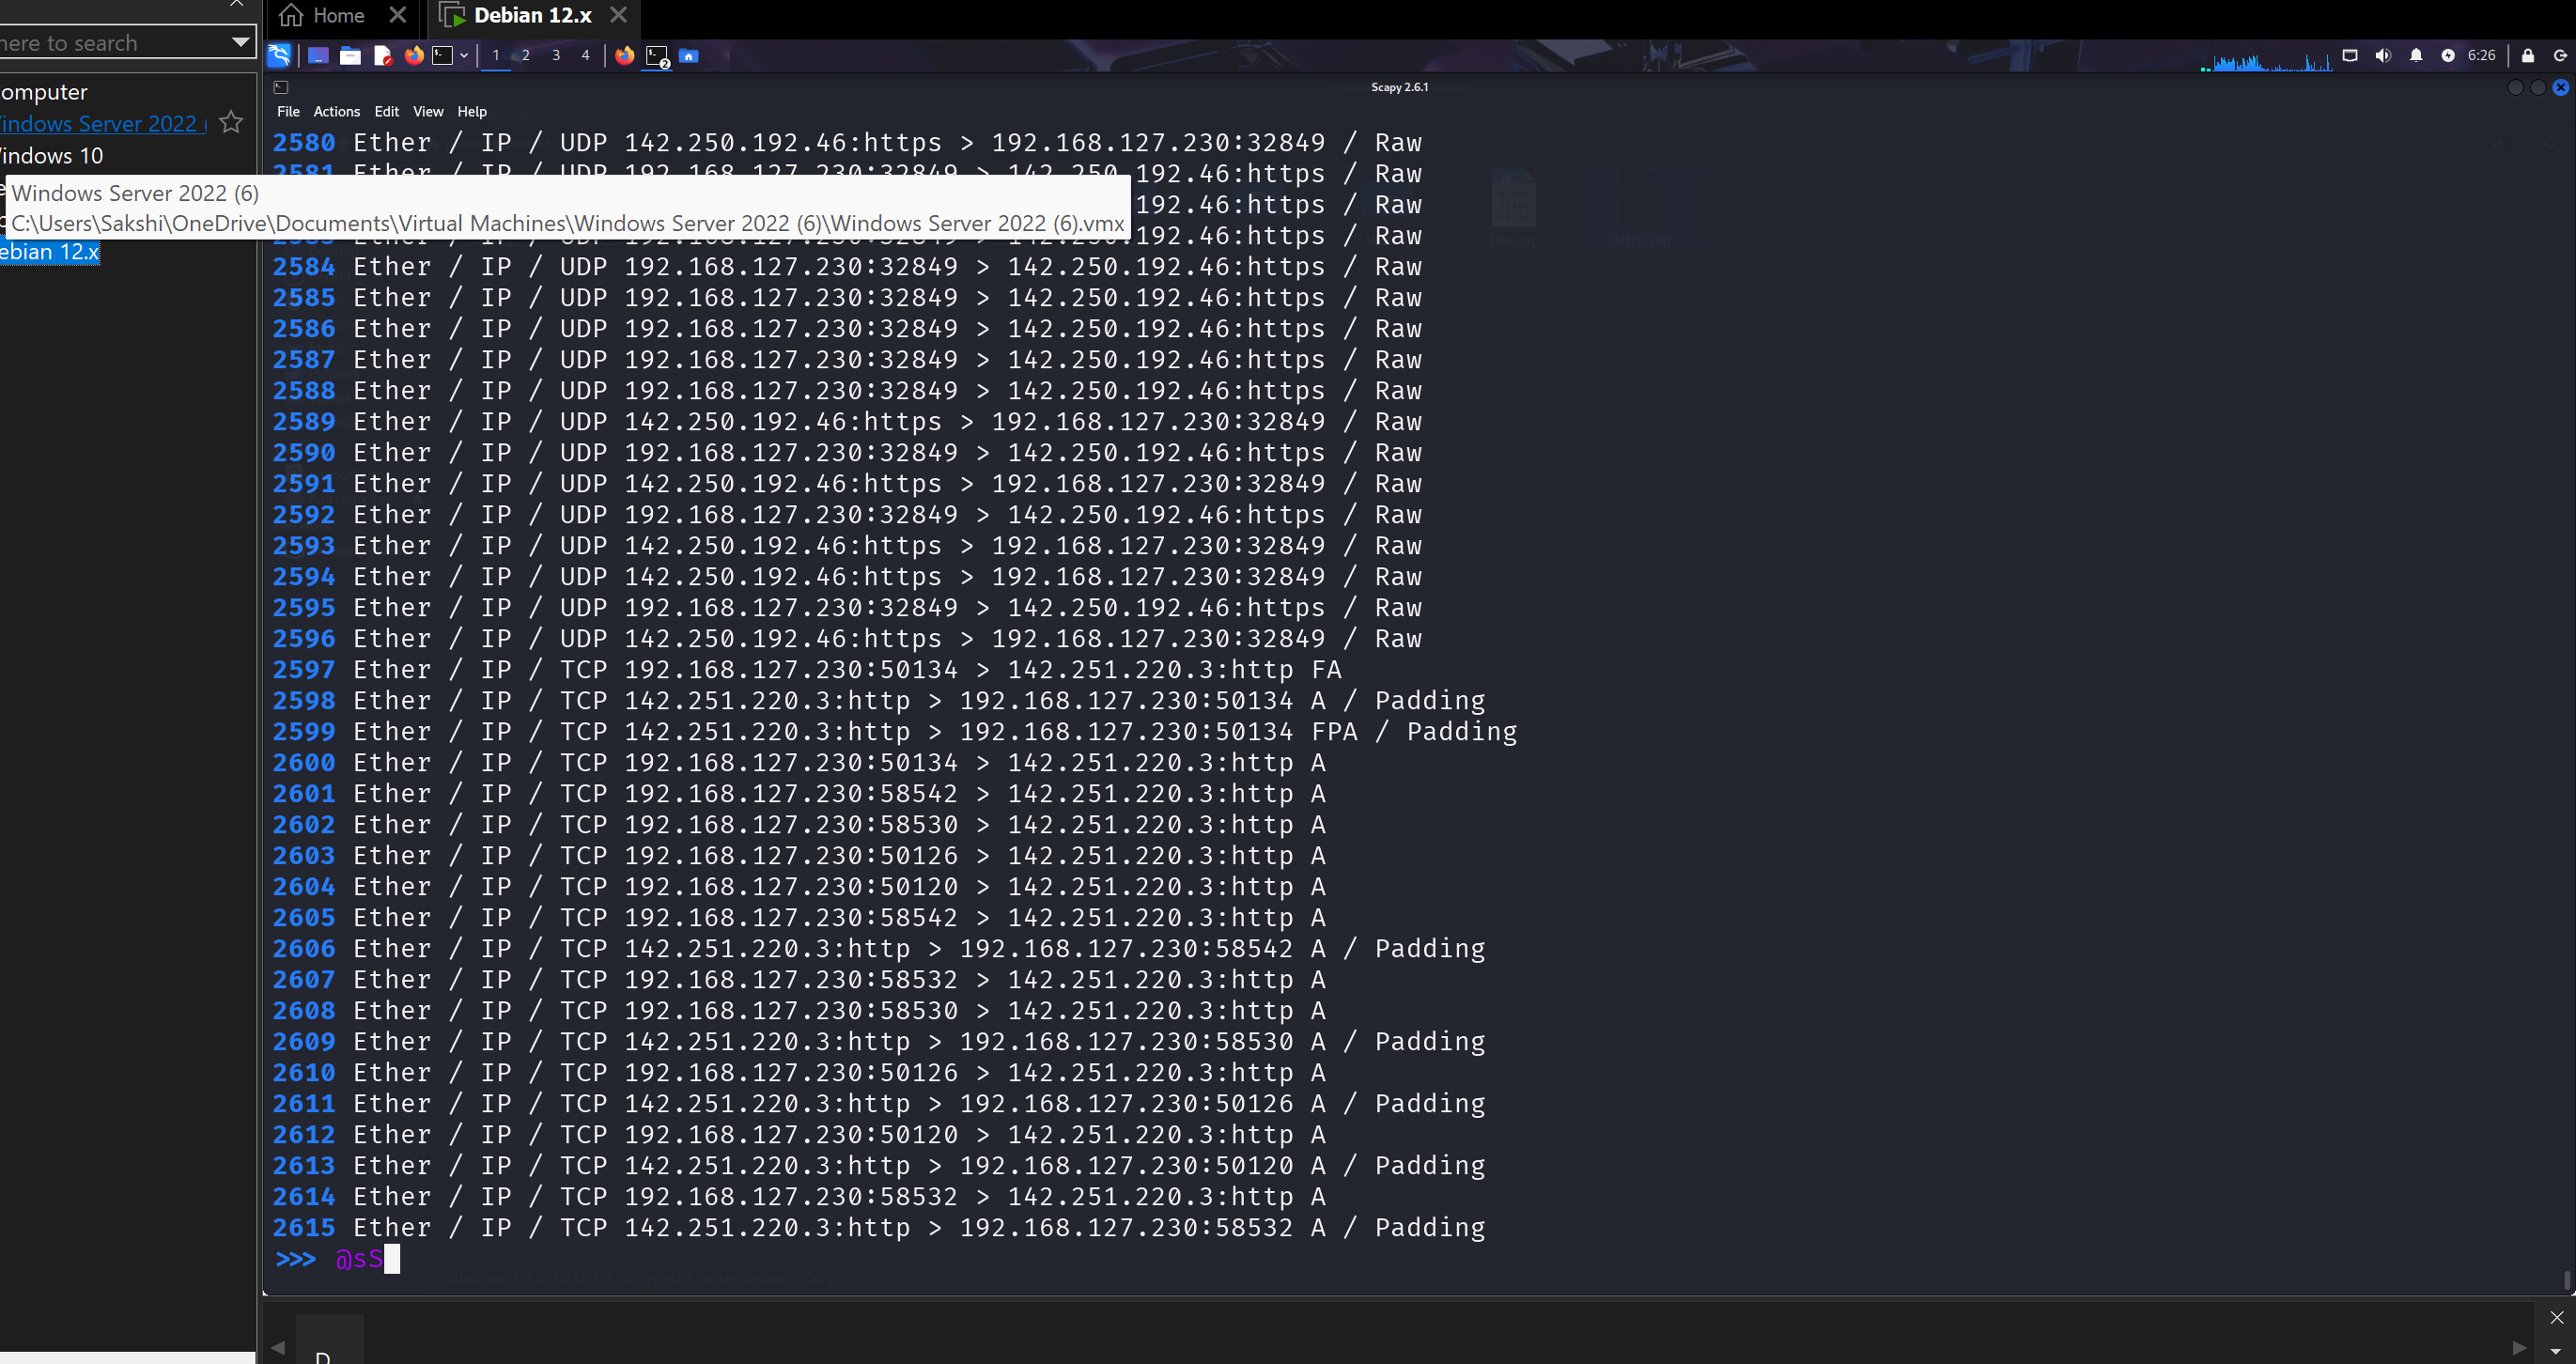 Home
Debian 12.x
here to search
1 2 3 4
6:26
omputer
Scapy 2.6.1
File Actions Edit View Help
indows Server 2022
indows 10
Windows Server 2022 (6)
C:\Users\Sakshi\OneDrive\Documents\Virtual Machines\Windows Server 2022 (6)\Windows Server 2022 (6).vmx
ebian 12.x
2580 Ether / IP / UDP 142.250.192.46:https > 192.168.127.230:32849 / Raw
2581 Ether / IP / UDP 192.168.127.230:32849 > 142.250.192.46:https / Raw
192.46:https / Raw
2583 Ether / IP / UDP 192.168.127.230:32849 > 142.250.192.46:https / Raw
2584 Ether / IP / UDP 192.168.127.230:32849 > 142.250.192.46:https / Raw
2585 Ether / IP / UDP 192.168.127.230:32849 > 142.250.192.46:https / Raw
2586 Ether / IP / UDP 192.168.127.230:32849 > 142.250.192.46:https / Raw
2587 Ether / IP / UDP 192.168.127.230:32849 > 142.250.192.46:https / Raw
2588 Ether / IP / UDP 192.168.127.230:32849 > 142.250.192.46:https / Raw
2589 Ether / IP / UDP 142.250.192.46:https > 192.168.127.230:32849 / Raw
2590 Ether / IP / UDP 192.168.127.230:32849 > 142.250.192.46:https / Raw
2591 Ether / IP / UDP 142.250.192.46:https > 192.168.127.230:32849 / Raw
2592 Ether / IP / UDP 192.168.127.230:32849 > 142.250.192.46:https / Raw
2593 Ether / IP / UDP 142.250.192.46:https > 192.168.127.230:32849 / Raw
2594 Ether / IP / UDP 142.250.192.46:https > 192.168.127.230:32849 / Raw
2595 Ether / IP / UDP 192.168.127.230:32849 > 142.250.192.46:https / Raw
2596 Ether / IP / UDP 142.250.192.46:https > 192.168.127.230:32849 / Raw
2597 Ether / IP / TCP 192.168.127.230:50134 > 142.251.220.3:http FA
2598 Ether / IP / TCP 142.251.220.3:http > 192.168.127.230:50134 A / Padding
2599 Ether / IP / TCP 142.251.220.3:http > 192.168.127.230:50134 FPA / Padding
2600 Ether / IP / TCP 192.168.127.230:50134 > 142.251.220.3:http A
2601 Ether / IP / TCP 192.168.127.230:58542 > 142.251.220.3:http A
2602 Ether / IP / TCP 192.168.127.230:58530 > 142.251.220.3:http A
2603 Ether / IP / TCP 192.168.127.230:50126 > 142.251.220.3:http A
2604 Ether / IP / TCP 192.168.127.230:50120 > 142.251.220.3:http A
2605 Ether / IP / TCP 192.168.127.230:58542 > 142.251.220.3:http A
2606 Ether / IP / TCP 142.251.220.3:http > 192.168.127.230:58542 A / Padding
2607 Ether / IP / TCP 192.168.127.230:58532 > 142.251.220.3:http A
2608 Ether / IP / TCP 192.168.127.230:58530 > 142.251.220.3:http A
2609 Ether / IP / TCP 142.251.220.3:http > 192.168.127.230:58530 A / Padding
2610 Ether / IP / TCP 192.168.127.230:50126 > 142.251.220.3:http A
2611 Ether / IP / TCP 142.251.220.3:http > 192.168.127.230:50126 A / Padding
2612 Ether / IP / TCP 192.168.127.230:50120 > 142.251.220.3:http A
2613 Ether / IP / TCP 142.251.220.3:http > 192.168.127.230:50120 A / Padding
2614 Ether / IP / TCP 192.168.127.230:58532 > 142.251.220.3:http A
2615 Ether / IP / TCP 142.251.220.3:http > 192.168.127.230:58532 A / Padding
>>> @sS